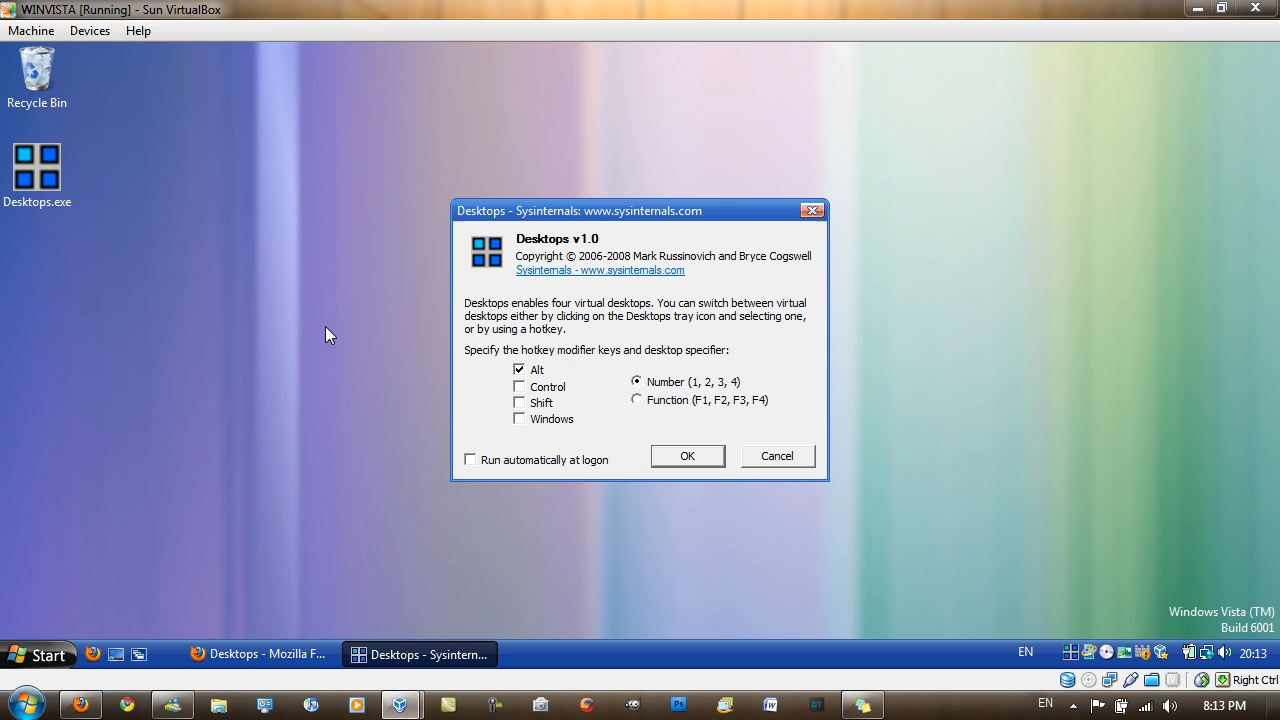 WINVISTA [Running] - Sun VirtualBox
Machine Devices Help
Recycle Bin
Desktops.exe
Desktops - Sysinternals: www.sysinternals.com
Desktops v1.0
Copyright © 2006-2008 Mark Russinovich and Bryce Cogswell
Sysinternals - www.sysinternals.com
Desktops enables four virtual desktops. You can switch between virtual
desktops either by clicking on the Desktops tray icon and selecting one,
or by using a hotkey.
Specify the hotkey modifier keys and desktop specifier:
Alt
Control
Shift
Windows
Number (1, 2, 3, 4)
Function (F1, F2, F3, F4)
Run automatically at logon
OK
Cancel
Windows Vista (TM)
Build 6001
Start
Desktops - Mozilla F...
Desktops - Sysintern...
EN
20:13
Right Ctrl
Ps
DT
EN
8:13 PM